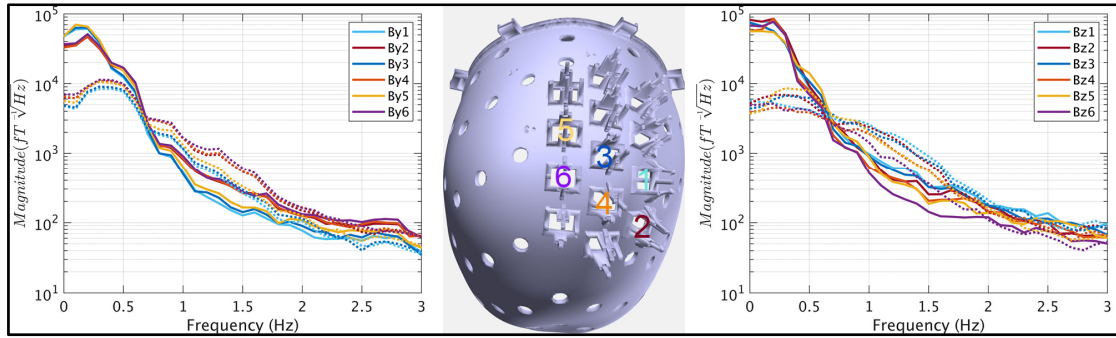 10^5
10^4
10^3
10^2
10^1
Magnitude(fT ^-1√Hz)
0 0.5 1 1.5 2 2.5 3
Frequency (Hz)
By1
By2
By3
By4
By5
By6
5
3
6
1
4
2
10^5
10^4
10^3
10^2
10^1
Magnitude(fT ^-1√Hz)
0 0.5 1 1.5 2 2.5 3
Frequency (Hz)
Bz1
Bz2
Bz3
Bz4
Bz5
Bz6